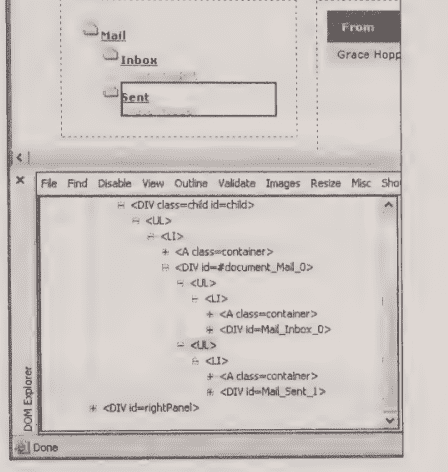 Mail
Inbox
Sent
From
Grace Hopp
File Find Disable View Outline Validate Images Resize Misc Sho
<DIV class=child id=child>
<UL>
<LI>
<A class=container>
<DIV id=#document_Mail_0>
<UL>
<LI>
<A class=container>
<DIV id=Mail_Inbox_0>
<UL>
<LI>
<A class=container>
<DIV id=Mail_Sent_1>
<DIV id=rightPanel>
DOM Explorer
Done